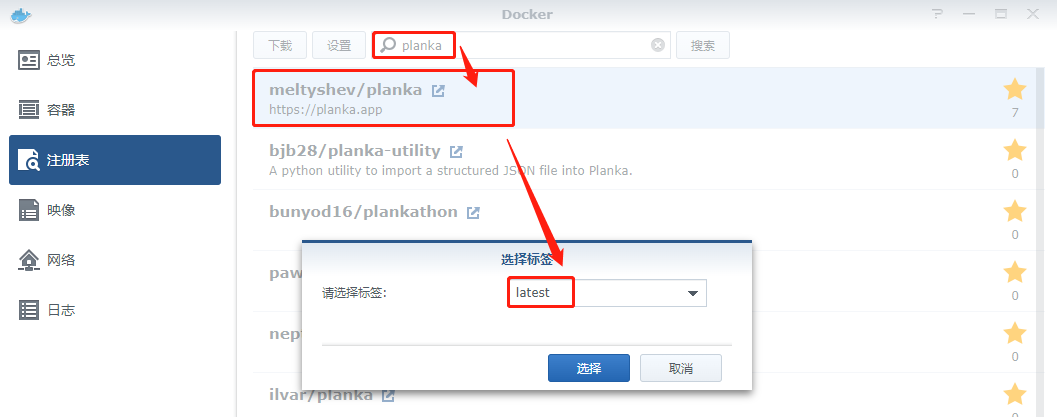 Docker
总览
容器
注册表
映像
网络
日志
下载 设置 planka 搜索
meltyshev/planka
https://planka.app
7
bjb28/planka-utility
A python utility to import a structured JSON file into Planka.
0
bunyod16/plankathon
0
paw
0
nep
0
ilvar/planka
0
选择标签
请选择标签:
latest
选择 取消